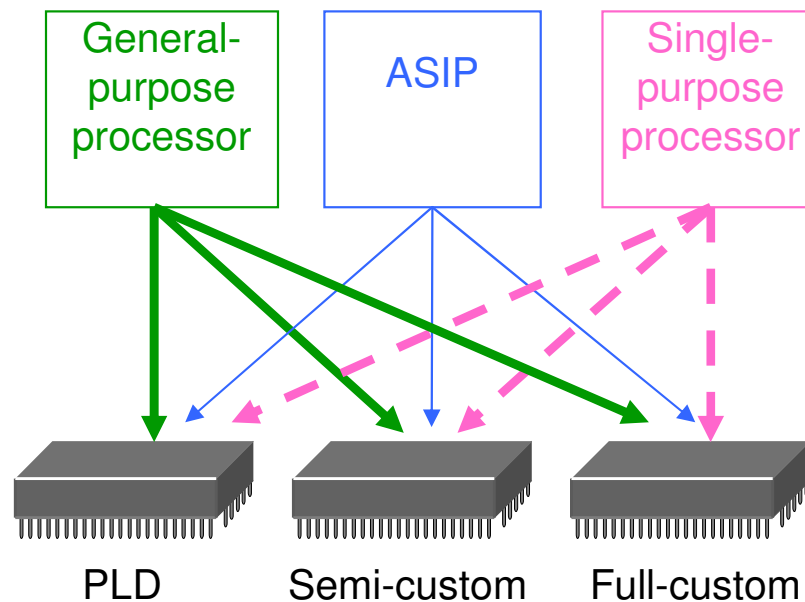 General-
purpose
processor
ASIP
Single-
purpose
processor
PLD
Semi-custom
Full-custom